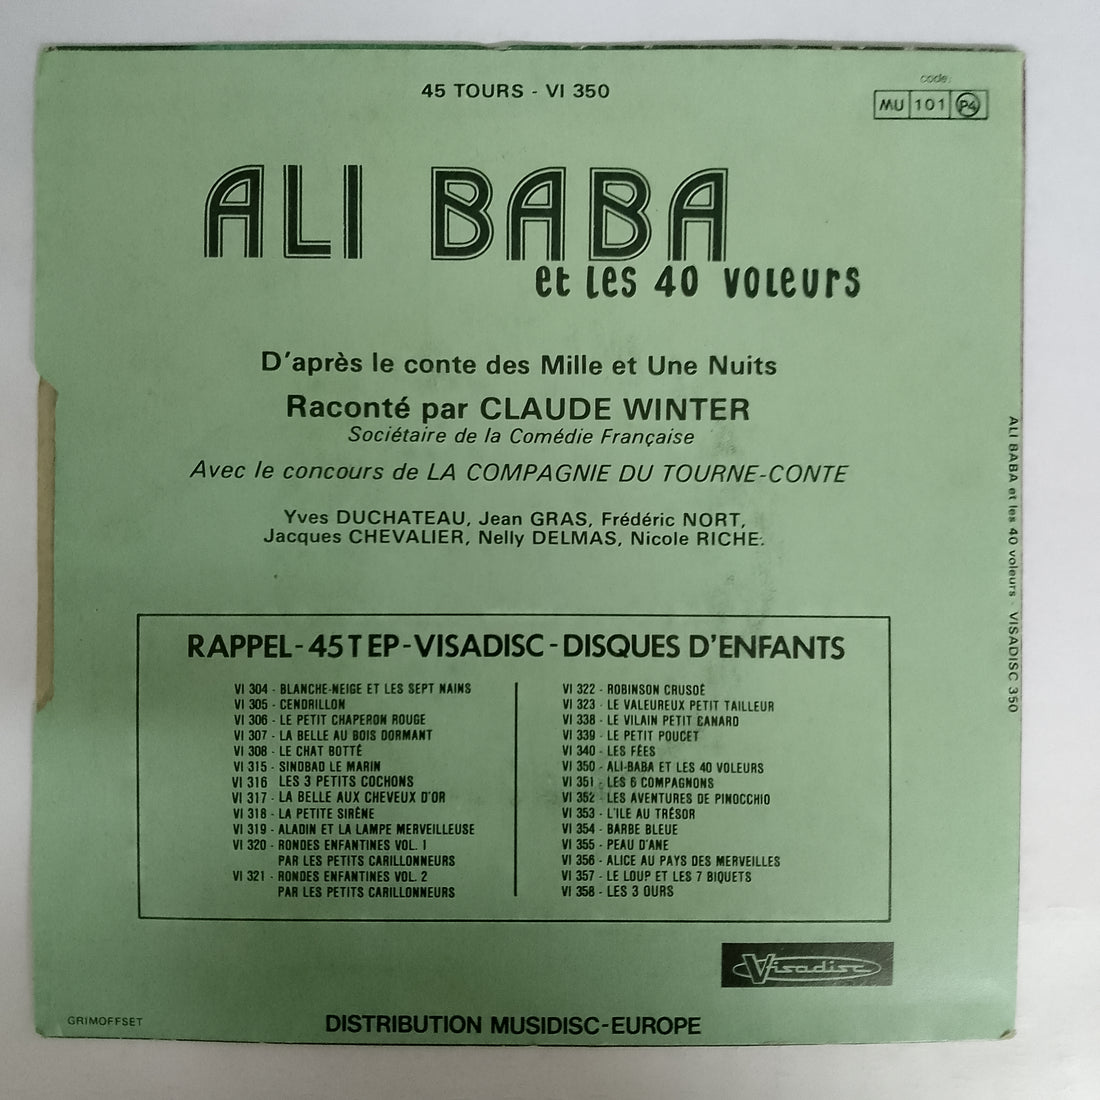 45 TOURS - VI 350
code:
MU 101 P4
ALI BABA
et les 40 voleurs
D'après le conte des Mille et Une Nuits
Raconté par CLAUDE WINTER
Sociétaire de la Comédie Française
Avec le concours de LA COMPAGNIE DU TOURNE-CONTE
Yves DUCHATEAU, Jean GRAS, Frédéric NORT,
Jacques CHEVALIER, Nelly DELMAS, Nicole RICHE.
RAPPEL - 45 T EP - VISADISC - DISQUES D'ENFANTS
VI 304 - BLANCHE-NEIGE ET LES SEPT NAINS
VI 305 - CENDRILLON
VI 306 - LE PETIT CHAPERON ROUGE
VI 307 - LA BELLE AU BOIS DORMANT
VI 308 - LE CHAT BOTTÉ
VI 315 - SINDBAD LE MARIN
VI 316 LES 3 PETITS COCHONS
VI 317 - LA BELLE AUX CHEVEUX D'OR
VI 318 - LA PETITE SIRÈNE
VI 319 - ALADIN ET LA LAMPE MERVEILLEUSE
VI 320 - RONDES ENFANTINES VOL. 1
PAR LES PETITS CARILLONNEURS
VI 321 - RONDES ENFANTINES VOL. 2
PAR LES PETITS CARILLONNEURS
VI 322 - ROBINSON CRUSOÉ
VI 323 - LE VALEUREUX PETIT TAILLEUR
VI 338 - LE VILAIN PETIT CANARD
VI 339 - LE PETIT POUCET
VI 340 - LES FÉES
VI 350 - ALI-BABA ET LES 40 VOLEURS
VI 351 - LES 6 COMPAGNONS
VI 352 - LES AVENTURES DE PINOCCHIO
VI 353 - L'ILE AU TRÉSOR
VI 354 - BARBE BLEUE
VI 355 - PEAU D'ANE
VI 356 - ALICE AU PAYS DES MERVEILLES
VI 357 - LE LOUP ET LES 7 BIQUETS
VI 358 - LES 3 OURS
Visadisc
GRIMOFFSET
DISTRIBUTION MUSIDISC-EUROPE
ALI BABA et les 40 voleurs - VISADISC 350